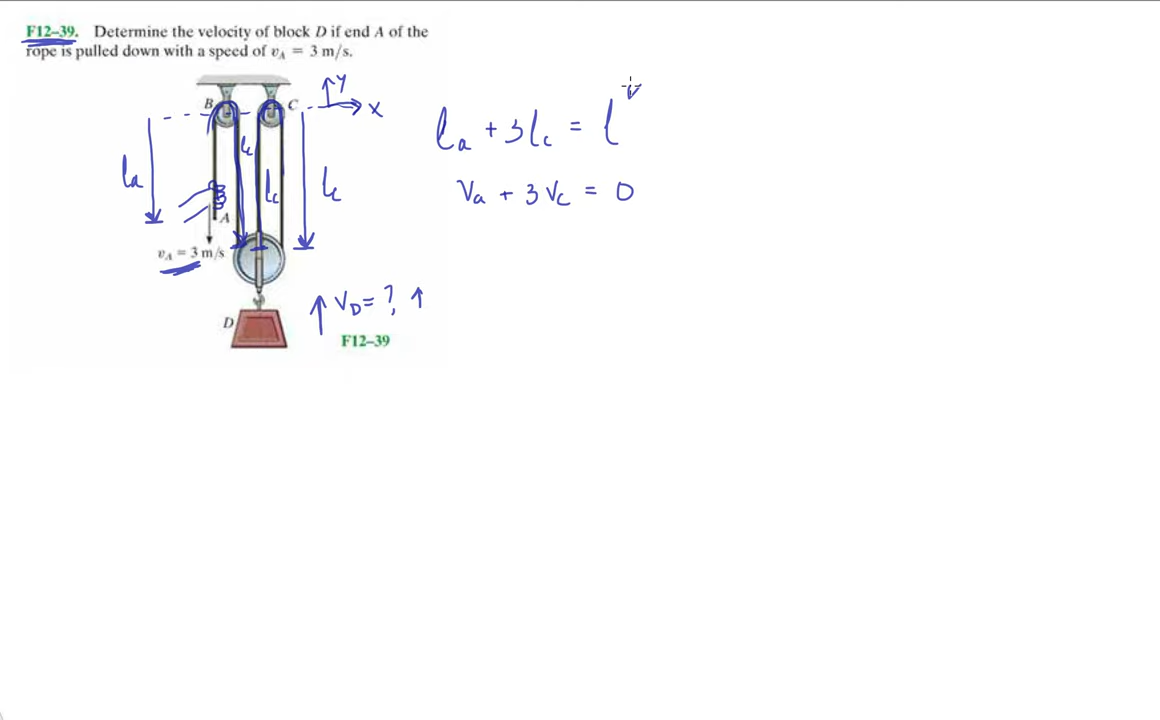 F12–39. Determine the velocity of block D if end A of the
rope is pulled down with a speed of vA = 3 m/s.
B
C
Y
X
la
lc
lc
lc
A
vA = 3 m/s
D
VD = ?, ↑
F12–39
la + 3lc = l
Va + 3Vc = 0